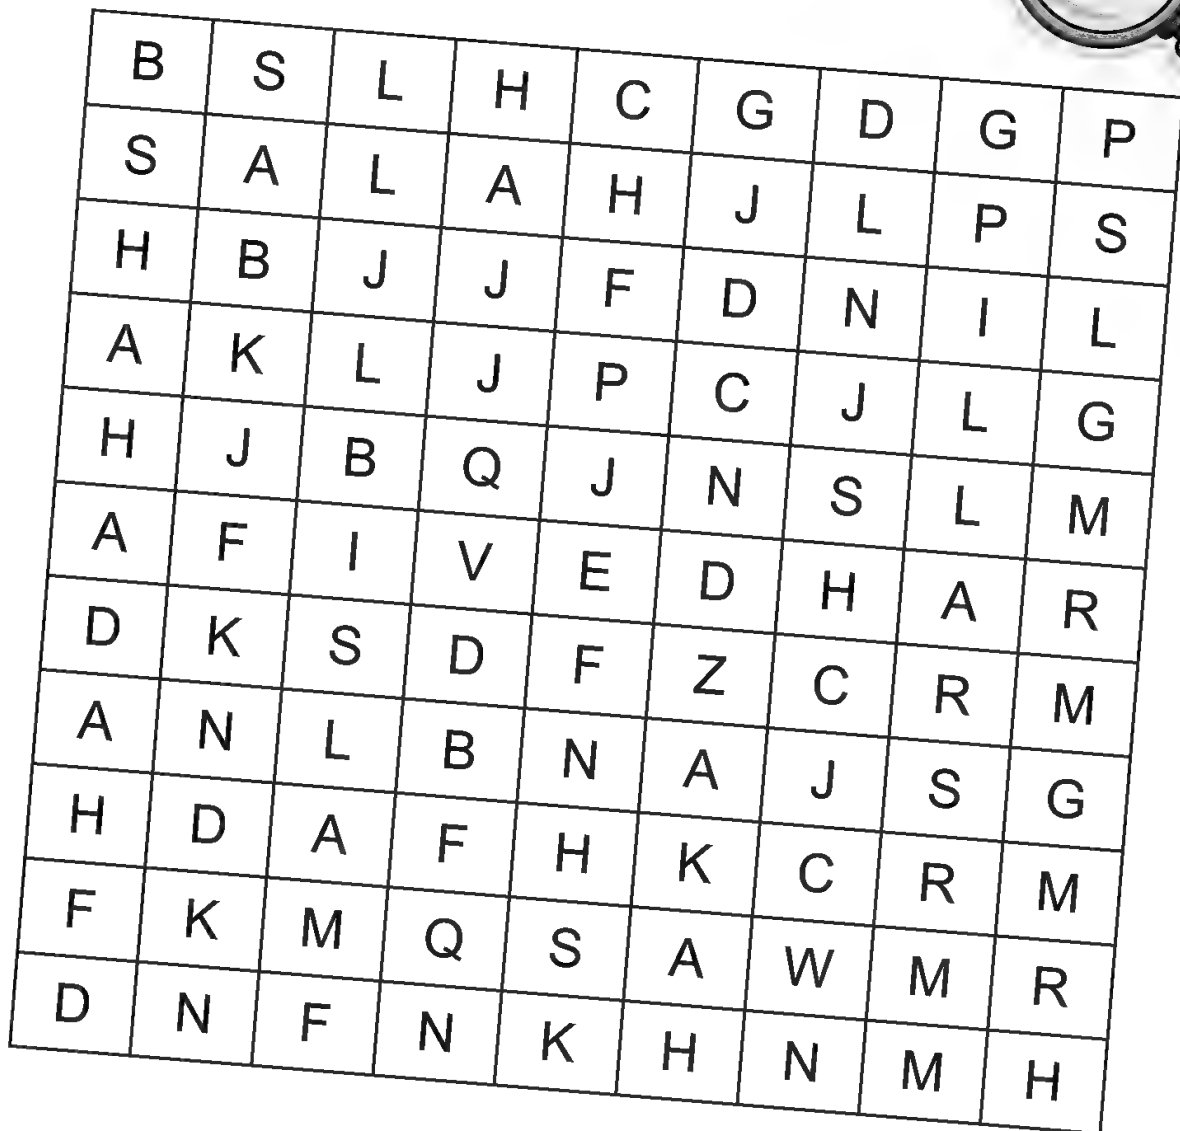 B S L H C G D G P
S A L A H J L P S
H B J J F D N I L
A K L J P C J L G
H J B Q J N S L M
A F I V E D H A R
D K S D F Z C R M
A N L B N A J S G
H D A F H K C R M
F K M Q S A W M R
D N F N K H N M H